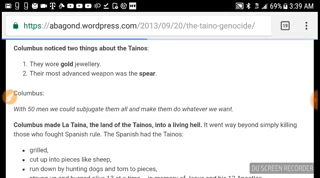 69% 3:39 AM
https://abagond.wordpress.com/2013/09/20/the-taino-genocide/
19
Columbus noticed two things about the Tainos:
1. They wore gold jewellery.
2. Their most advanced weapon was the spear.
Columbus:
With 50 men we could subjugate them all and make them do whatever we want.
Columbus made La Taina, the land of the Tainos, into a living hell. It went way beyond simply killing
those who fought Spanish rule. The Spanish had the Tainos:
• grilled,
• cut up into pieces like sheep,
• run down by hunting dogs and torn to pieces,
DU SCREEN RECORDER